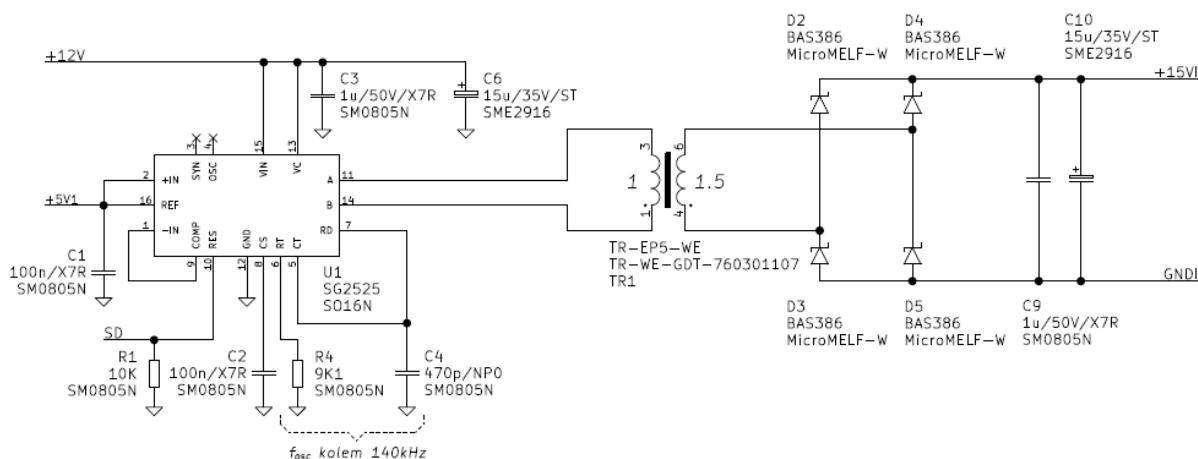 D2
BAS386
MicroMELF-W
D4
BAS386
MicroMELF-W
C10
15u/35V/ST
SME2916
+12V
C3
1u/50V/X7R
SM0805N
+
C6
15u/35V/ST
SME2916
+15VI
3
4
15
13
SYN
OSC
VIN
VC
2
+IN
A
11
+5V1
16
REF
B
14
1
-IN
RD
7
COMP
RES
GND
CS
RT
CT
9
10
12
8
6
5
U1
SG2525
SO16N
C1
100n/X7R
SM0805N
3
6
1
1.5
1
4
TR-EP5-WE
TR-WE-GDT-760301107
TR1
+
GNDI
D3
BAS386
MicroMELF-W
D5
BAS386
MicroMELF-W
C9
1u/50V/X7R
SM0805N
SD
R1
10K
SM0805N
C2
100n/X7R
SM0805N
R4
9K1
SM0805N
C4
470p/NP0
SM0805N
fosc kolem 140kHz